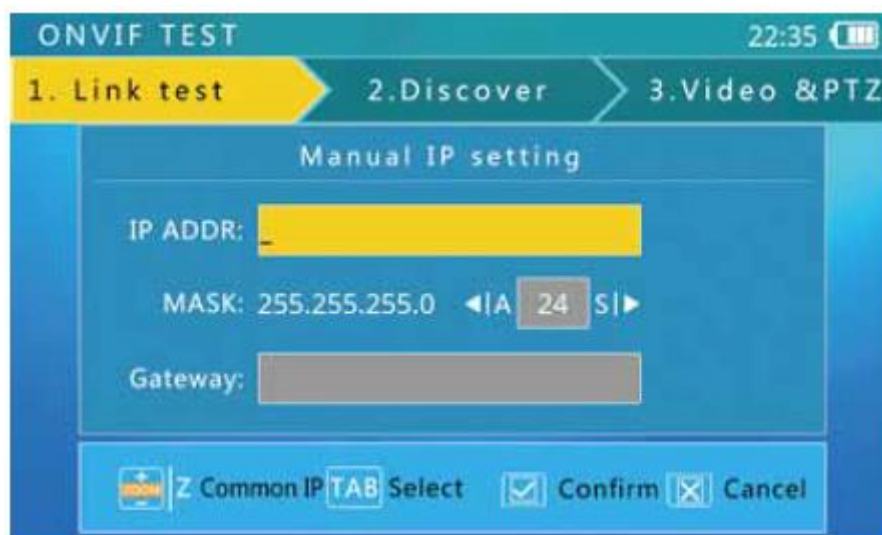 ONVIF TEST 22:35
1. Link test 2.Discover 3.Video &PTZ
Manual IP setting
IP ADDR: _
MASK: 255.255.255.0 ◀|A 24 S|▶
Gateway:
ZOOM Z Common IP TAB Select Confirm Cancel